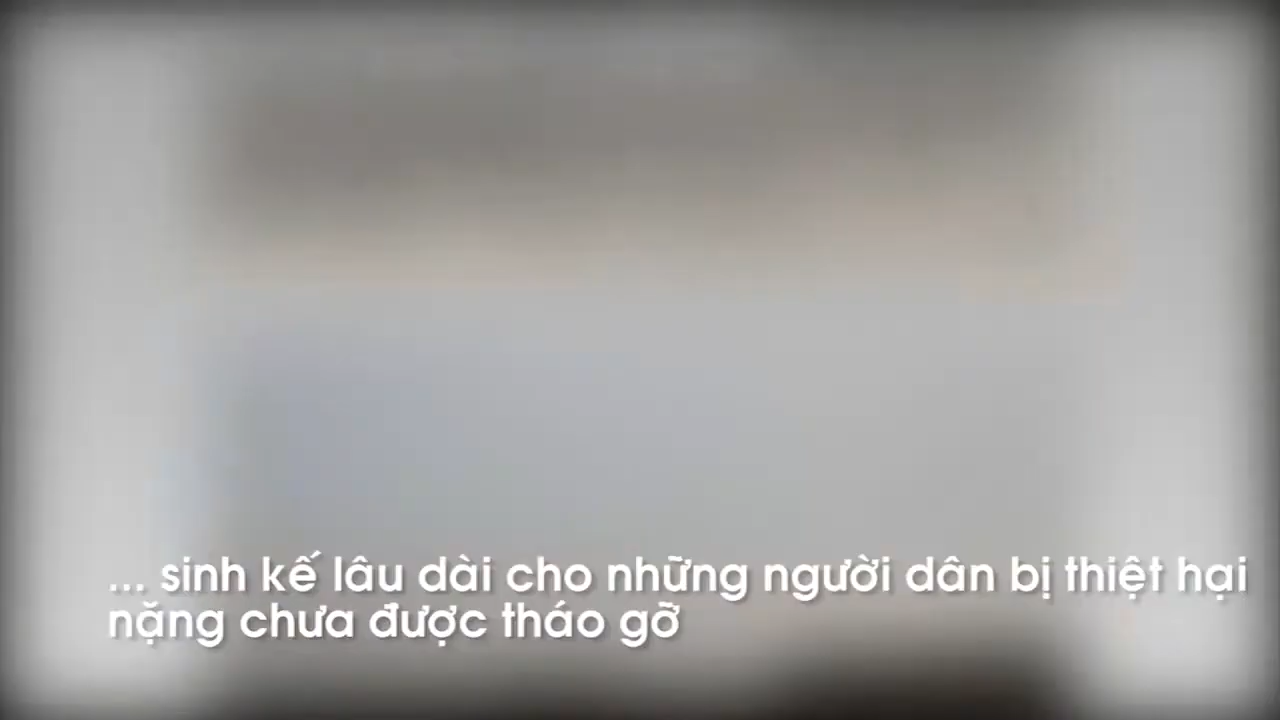 ... sinh kế lâu dài cho những người dân bị thiệt hại
nặng chưa được tháo gỡ